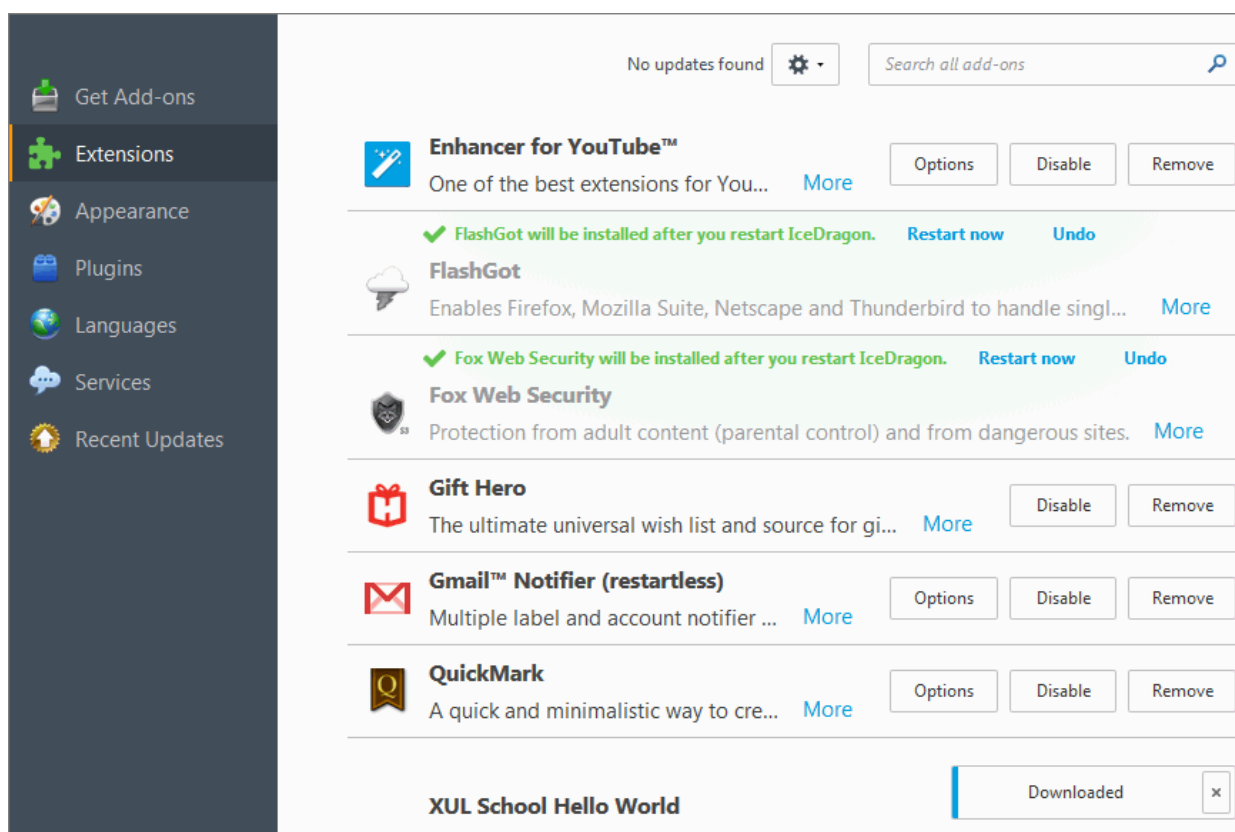 No updates found
Search all add-ons
Get Add-ons
Extensions
Appearance
Plugins
Languages
Services
Recent Updates
Enhancer for YouTube™
One of the best extensions for You... More
Options Disable Remove
FlashGot will be installed after you restart IceDragon. Restart now Undo
FlashGot
Enables Firefox, Mozilla Suite, Netscape and Thunderbird to handle singl... More
Fox Web Security will be installed after you restart IceDragon. Restart now Undo
Fox Web Security
Protection from adult content (parental control) and from dangerous sites. More
Gift Hero
The ultimate universal wish list and source for gi... More
Disable Remove
Gmail™ Notifier (restartless)
Multiple label and account notifier ... More
Options Disable Remove
QuickMark
A quick and minimalistic way to cre... More
Options Disable Remove
XUL School Hello World
Downloaded